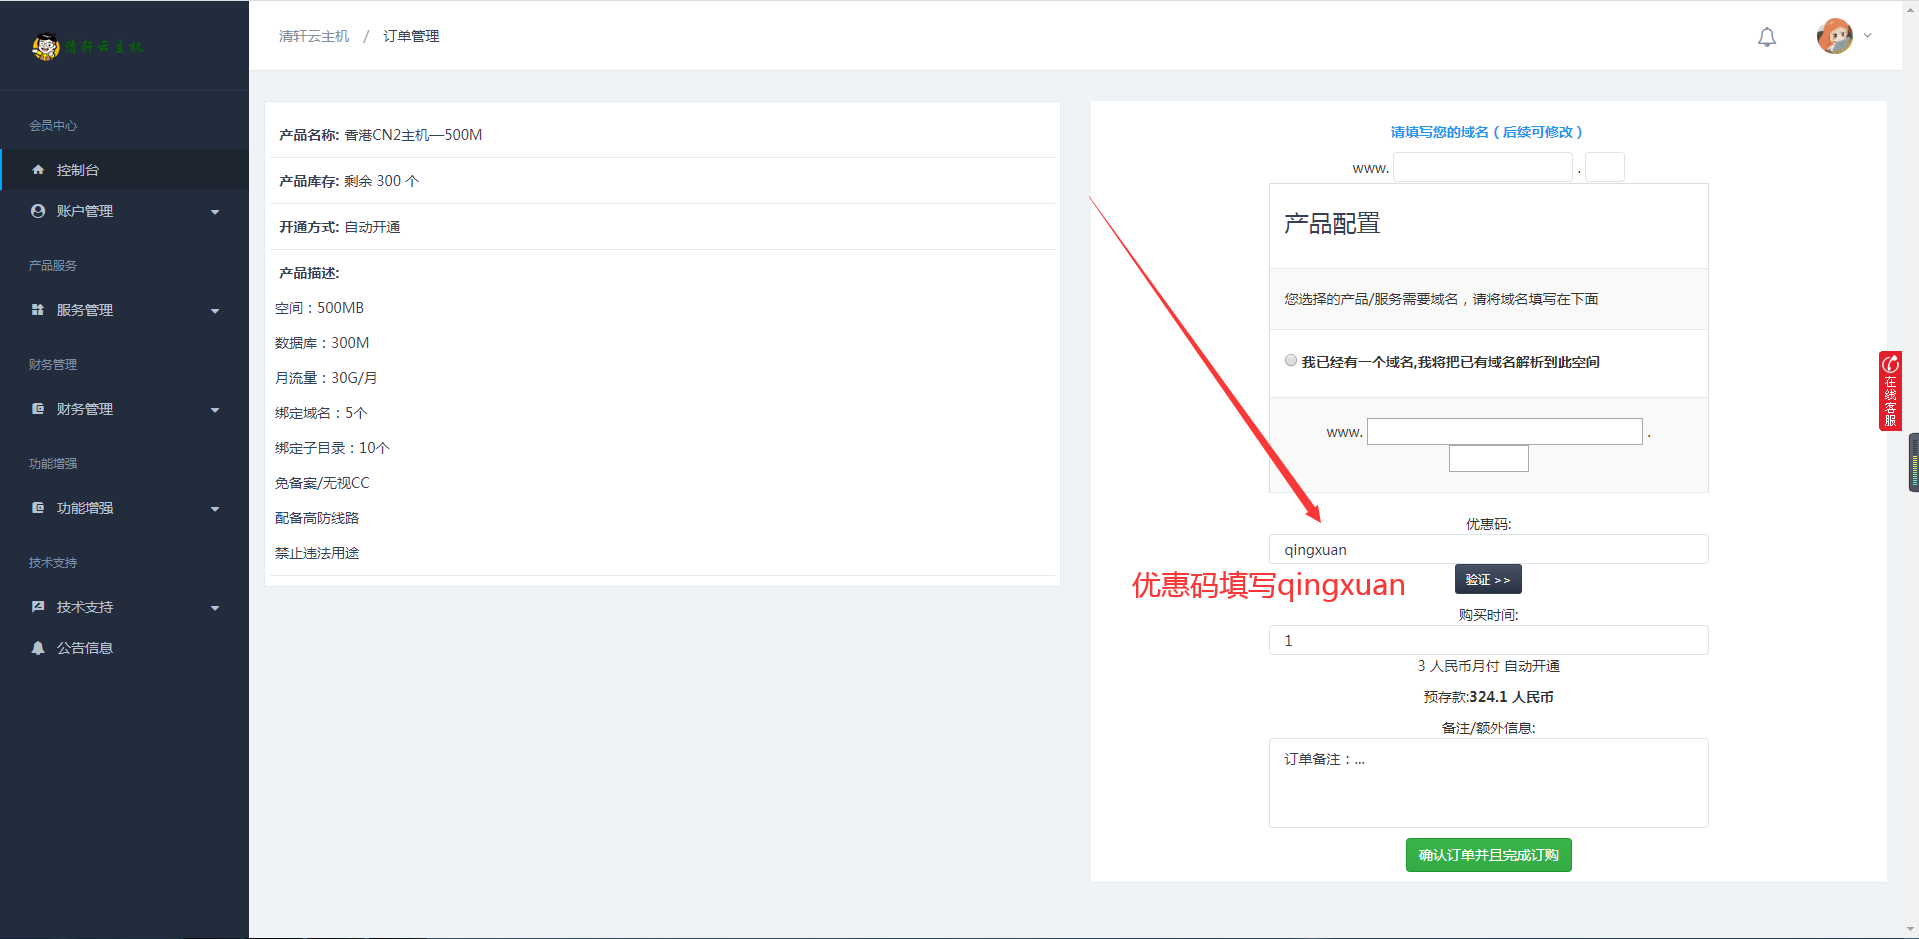 清轩云主机
会员中心
控制台
账户管理
产品服务
服务管理
财务管理
财务管理
功能增强
功能增强
技术支持
技术支持
公告信息
清轩云主机 / 订单管理
产品名称: 香港CN2主机—500M
产品库存: 剩余 300 个
开通方式: 自动开通
产品描述:
空间：500MB
数据库：300M
月流量：30G/月
绑定域名：5个
绑定子目录：10个
免备案/无视CC
配备高防线路
禁止违法用途
请填写您的域名（后续可修改）
www. .
产品配置
您选择的产品/服务需要域名，请将域名填写在下面
我已经有一个域名,我将把已有域名解析到此空间
www. .
优惠码:
qingxuan
优惠码填写qingxuan
验证 >>
购买时间:
1
3 人民币月付 自动开通
预存款:324.1 人民币
备注/额外信息:
订单备注：...
确认订单并且完成订购
在线客服